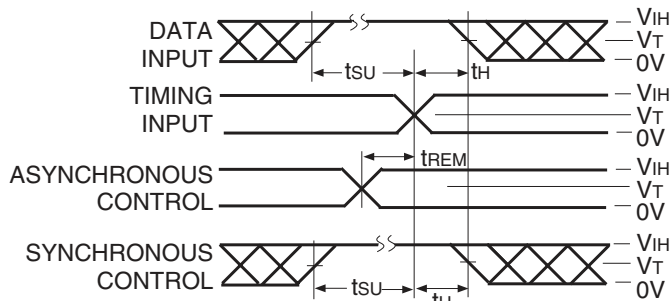 DATA
INPUT
tSU
tH
VIH
VT
0V
TIMING
INPUT
VIH
VT
0V
tREM
ASYNCHRONOUS
CONTROL
VIH
VT
0V
SYNCHRONOUS
CONTROL
tSU
tH
VIH
VT
0V